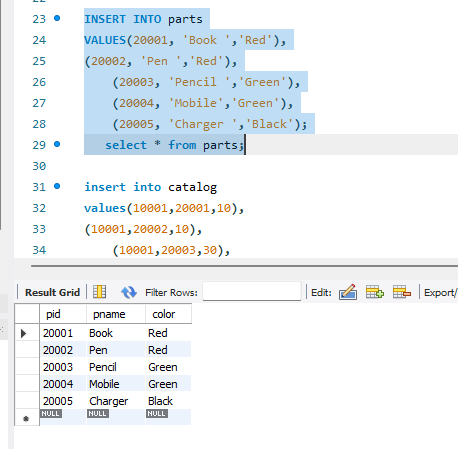 22
23 INSERT INTO parts
24 VALUES(20001, 'Book ','Red'),
25 (20002, 'Pen ','Red'),
26 (20003, 'Pencil ','Green'),
27 (20004, 'Mobile','Green'),
28 (20005, 'Charger ','Black');
29 select * from parts;
30
31 insert into catalog
32 values(10001,20001,10),
33 (10001,20002,10),
34 (10001,20003,30),
Result Grid Filter Rows: Edit: Export/
pid pname color
20001 Book Red
20002 Pen Red
20003 Pencil Green
20004 Mobile Green
20005 Charger Black
NULL NULL NULL